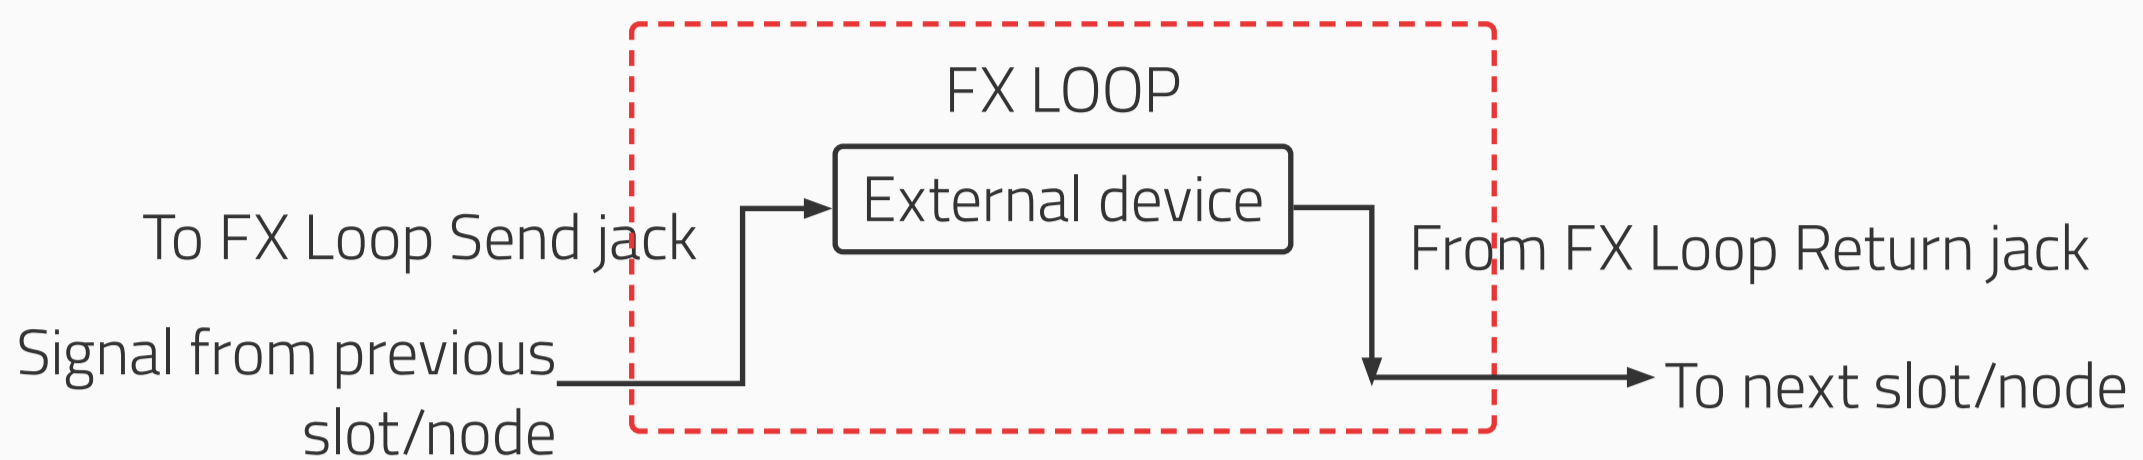 FX LOOP
External device
To FX Loop Send jack
From FX Loop Return jack
Signal from previous
slot/node
To next slot/node